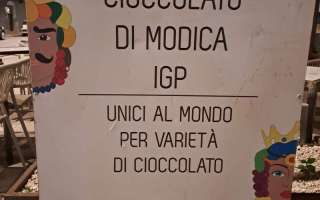 CIOCCOLATO
DI MODICA
IGP
UNICI AL MONDO
PER VARIETÀ
DI CIOCCOLATO